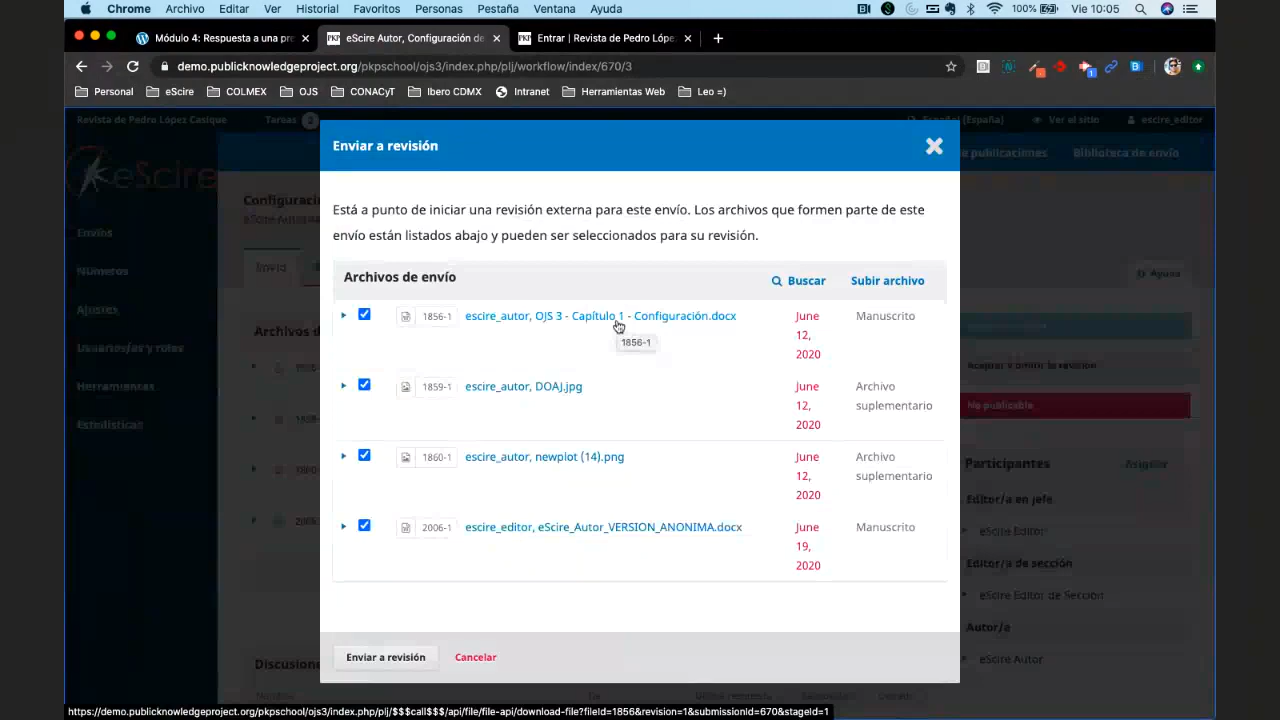 Chrome Archivo Editar Ver Historial Favoritos Personas Pestaña Ventana Ayuda 100% Vie 10:05
Módulo 4: Respuesta a una pre
eScire Autor, Configuración de
Entrar | Revista de Pedro Lópe
demo.publicknowledgeproject.org/pkpschool/ojs3/index.php/plj/workflow/index/670/3
Personal eScire COLMEX OJS CONACyT Ibero CDMX Intranet Herramientas Web Leo =)
Revista de Pedro López Casique Tareas Español (España) Ver el sitio escire_editor
eScire
publicaciones Biblioteca de envío
Enviar a revisión
Está a punto de iniciar una revisión externa para este envío. Los archivos que formen parte de este
envío están listados abajo y pueden ser seleccionados para su revisión.
Archivos de envío Buscar Subir archivo
1856-1 escire_autor, OJS 3 - Capítulo 1 - Configuración.docx June 12, 2020 Manuscrito
1856-1
1859-1 escire_autor, DOAJ.jpg June 12, 2020 Archivo suplementario
1860-1 escire_autor, newplot (14).png June 12, 2020 Archivo suplementario
2006-1 escire_editor, eScire_Autor_VERSION_ANONIMA.docx June 19, 2020 Manuscrito
Enviar a revisión Cancelar
Envíos
Números
Ajustes
Usuarios/as y roles
Herramientas
Estadísticas
Envío
Ayuda
Aceptar y omitir la revisión
No publicable
Participantes Asignar
Editor/a en jefe
eScire Editor
Editor/a de sección
eScire Editor de Sección
Autor/a
eScire Autor
https://demo.publicknowledgeproject.org/pkpschool/ojs3/index.php/plj/$$$call$$$/api/file/file-api/download-file?fileId=1856&revision=1&submissionId=670&stageId=1